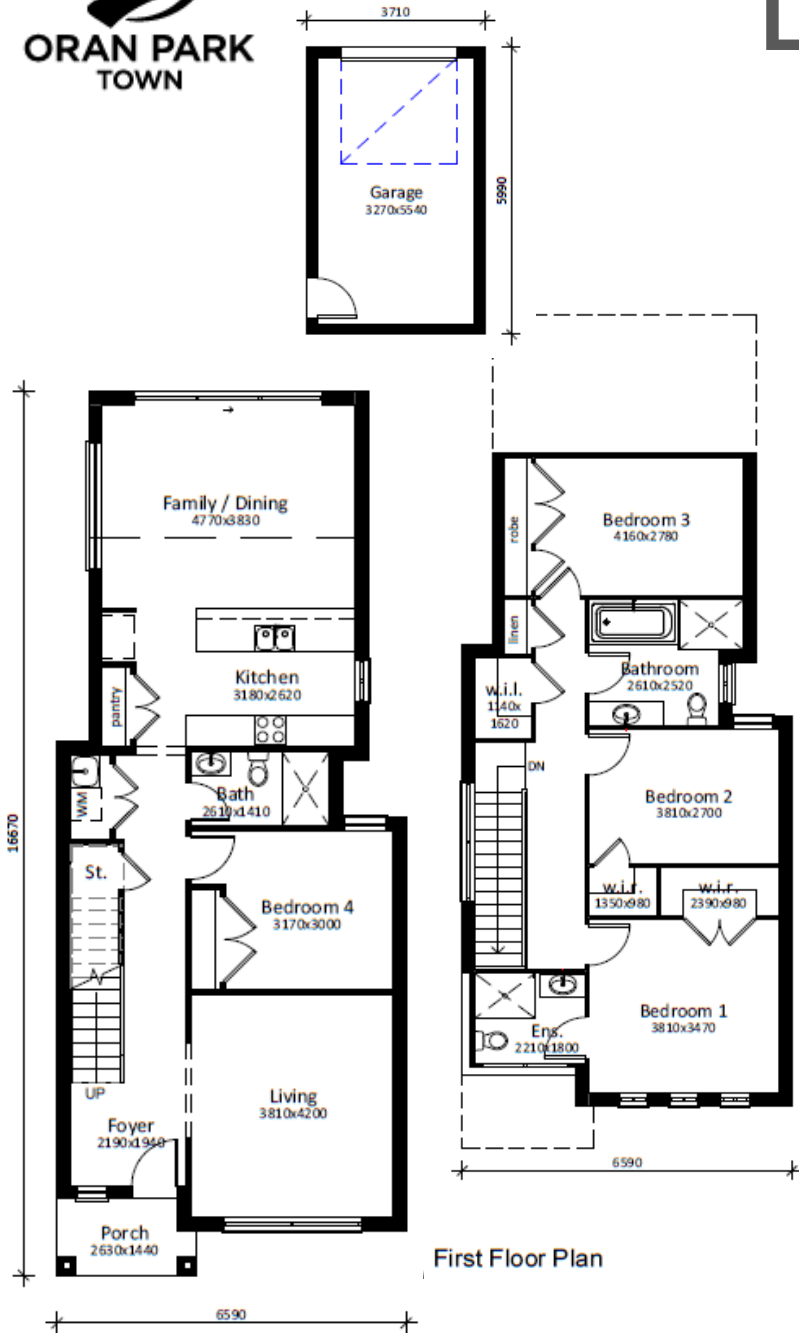 ORAN PARK
TOWN
3710
Garage
3270x5540
5990
16670
Family / Dining
4770x3830
Kitchen
3180x2620
pantry
WM
Bath
2610x1410
St.
Bedroom 4
3170x3000
UP
Living
3810x4200
Foyer
2190x1940
Porch
2630x1440
6590
robe
Bedroom 3
4160x2780
linen
Bathroom
2610x2520
w.i.l.
1140x
1620
DN
Bedroom 2
3810x2700
w.i.r.
1350x980
w.i.r.
2390x980
Bedroom 1
3810x3470
Ens.
2210x1800
6590
First Floor Plan